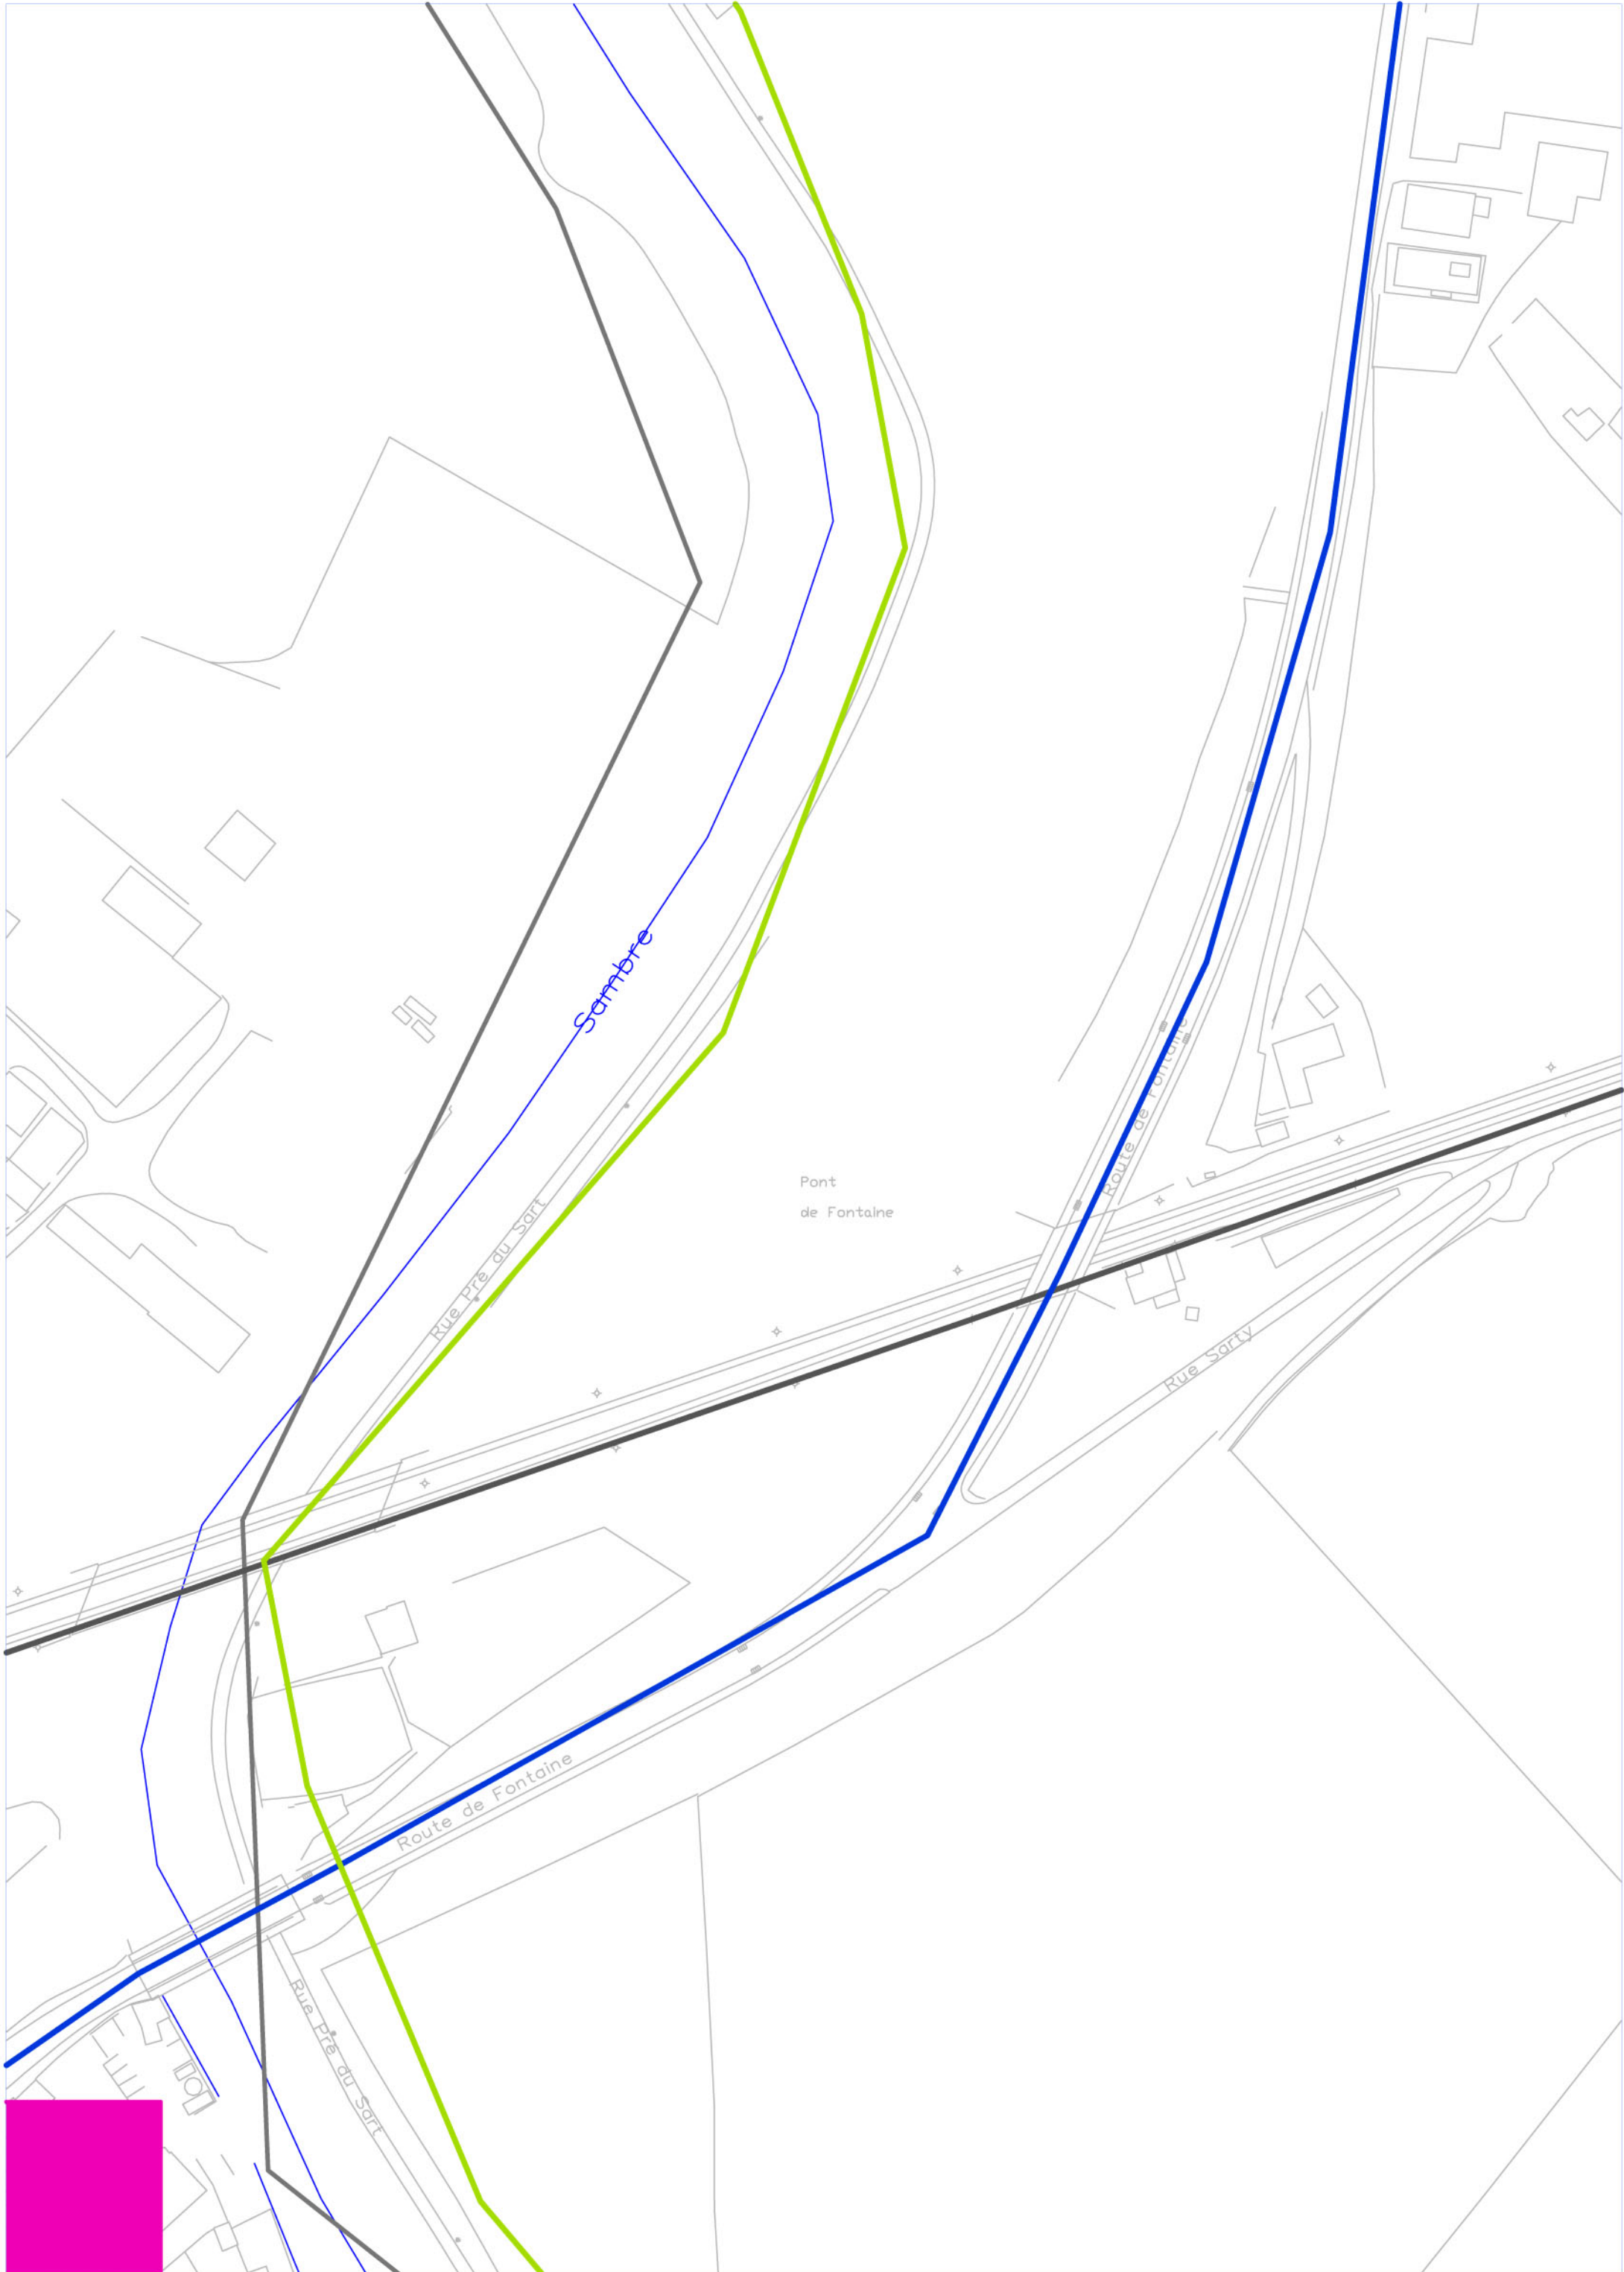 Sambre
Route de Fontaine
Pont
de Fontaine
Rue Pré du Sart
Rue Sarty
Route de Fontaine
Rue Pré du Sart